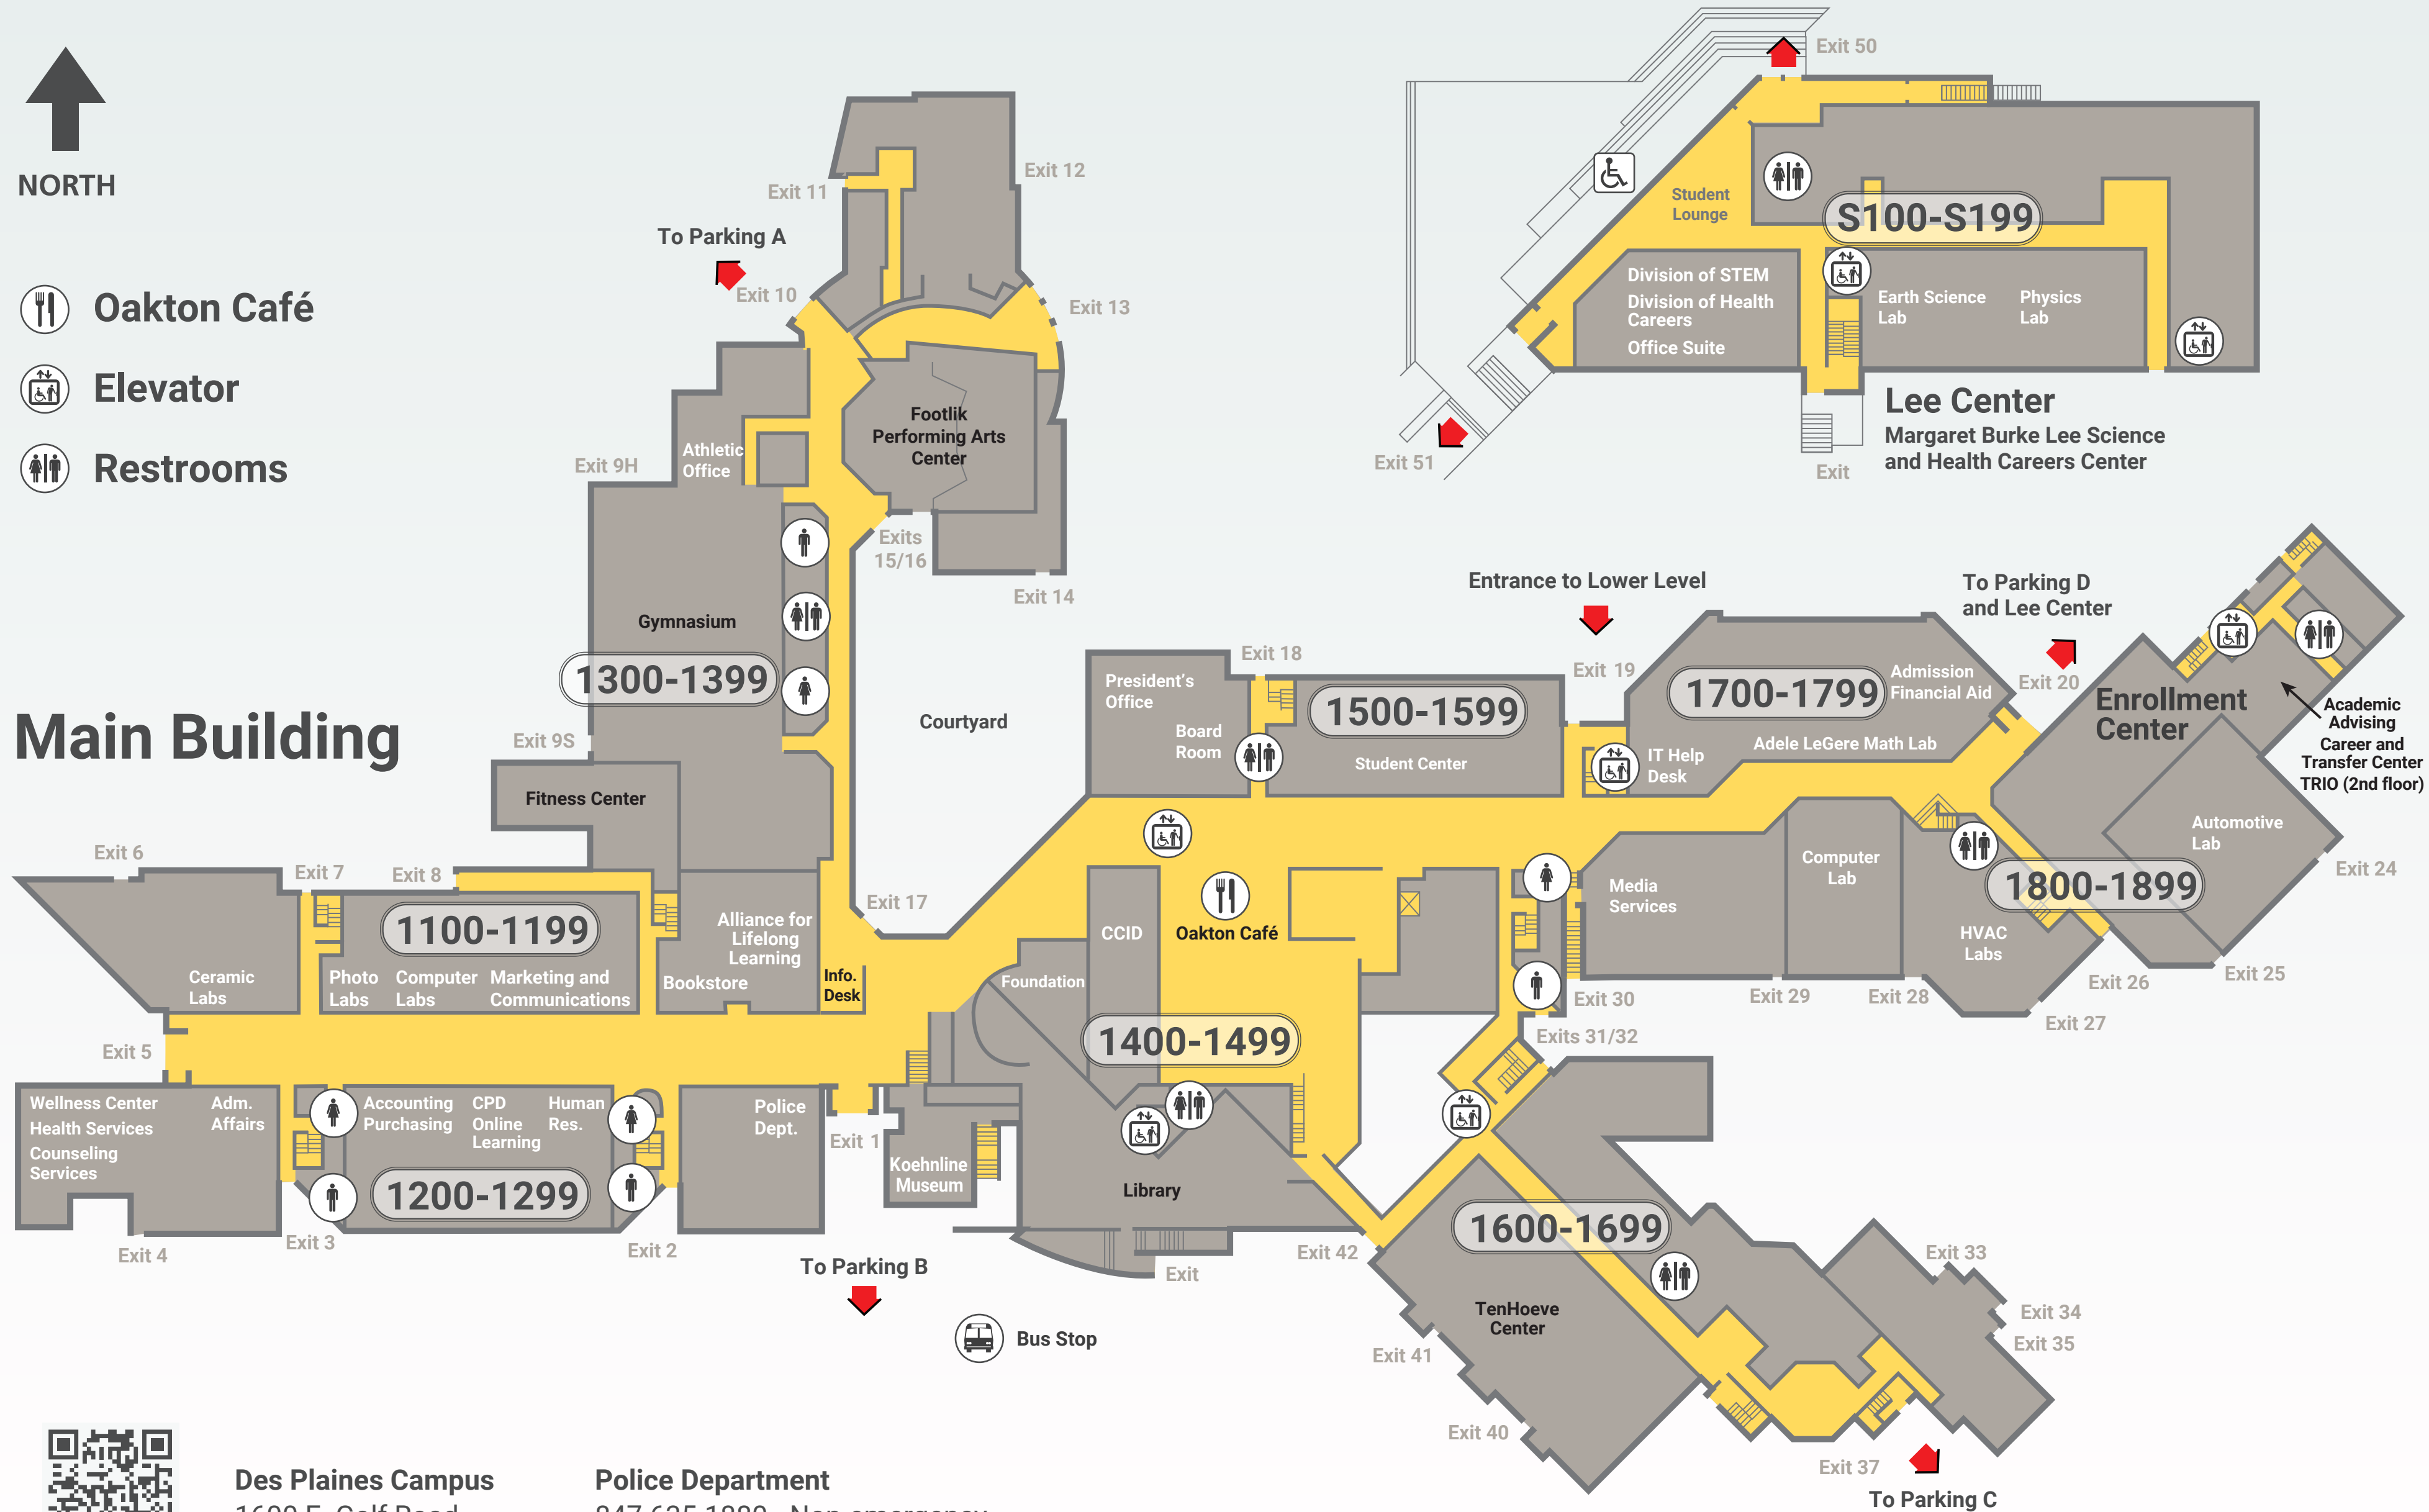 NORTH
Oakton Café
Elevator
Restrooms
Main Building
Exit 50
Student
Lounge
S100-S199
Division of STEM
Division of Health
Careers
Office Suite
Earth Science
Lab
Physics
Lab
Exit 51
Exit
Lee Center
Margaret Burke Lee Science
and Health Careers Center
Exit 12
Exit 11
To Parking A
Exit 10
Exit 13
Footlik
Performing Arts
Center
Athletic
Office
Exit 9H
Exits
15/16
Exit 14
Gymnasium
1300-1399
Courtyard
Exit 9S
Fitness Center
Exit 6
Exit 7
Exit 8
Exit 17
1100-1199
Alliance for
Lifelong
Learning
Ceramic
Labs
Photo
Labs
Computer
Labs
Marketing and
Communications
Bookstore
Info.
Desk
Exit 5
Wellness Center
Health Services
Counseling
Services
Adm.
Affairs
Accounting
Purchasing
CPD
Online
Learning
Human
Res.
Police
Dept.
1200-1299
Exit 1
Exit 4
Exit 3
Exit 2
To Parking B
Koehnline
Museum
Foundation
CCID
Oakton Café
1400-1499
Library
Exit
Exit 42
Bus Stop
Entrance to Lower Level
Exit 18
Exit 19
President's
Office
Board
Room
1500-1599
Student Center
1700-1799
Admission
Financial Aid
IT Help
Desk
Adele LeGere Math Lab
To Parking D
and Lee Center
Exit 20
Enrollment
Center
Academic
Advising
Career and
Transfer Center
TRIO (2nd floor)
Automotive
Lab
Exit 24
Computer
Lab
Media
Services
1800-1899
HVAC
Labs
Exit 25
Exit 26
Exit 27
Exit 28
Exit 29
Exit 30
Exits 31/32
1600-1699
TenHoeve
Center
Exit 33
Exit 34
Exit 35
Exit 41
Exit 40
Exit 37
To Parking C
Des Plaines Campus
Police Department